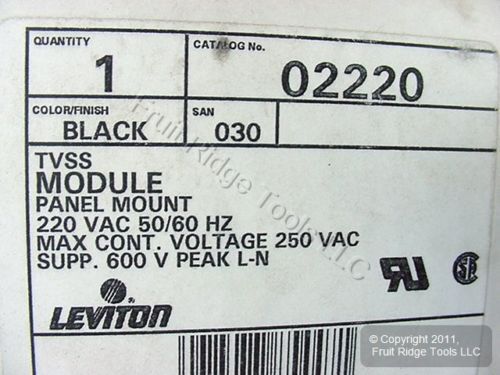 QUANTITY
1
CATALOG No.
02220
COLOR/FINISH
BLACK
SAN
030
TVSS
MODULE
PANEL MOUNT
220 VAC 50/60 HZ
MAX CONT. VOLTAGE 250 VAC
SUPP. 600 V PEAK L-N
LEVITON
Fruit Ridge Tools LLC
© Copyright 2011,
Fruit Ridge Tools LLC